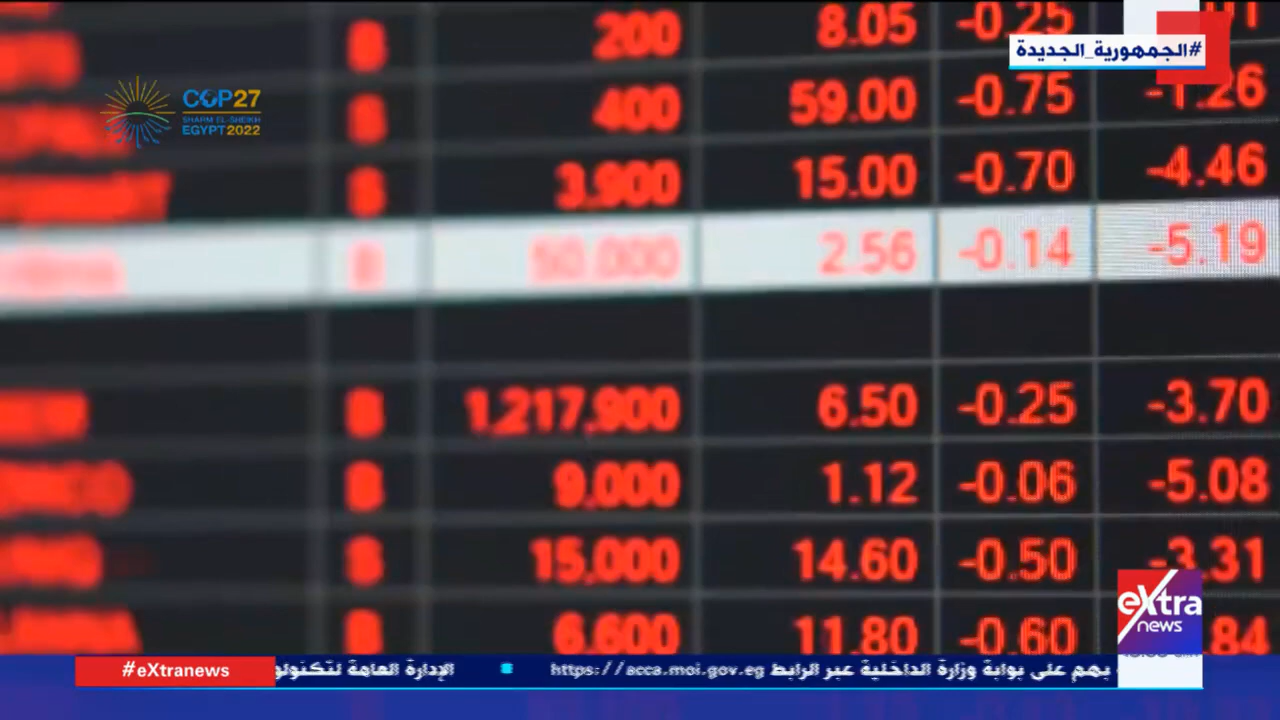 200 8.05 -0.25
#الجمهورية_الجديدة
COP27
SHARM EL-SHEIKH
EGYPT 2022
400 59.00 -0.75 -1.26
3,900 15.00 -0.70 -4.46
50,000 2.56 -0.14 -5.19
1,217,900 6.50 -0.25 -3.70
9,000 1.12 -0.06 -5.08
15,000 14.60 -0.50 -3.31
6,600 11.80 -0.60 .84
eXtra
news
#eXtranews
بهم على بوابة وزارة الداخلية عبر الرابط https://acca.moi.gov.eg الإدارة العامة لتكنولو